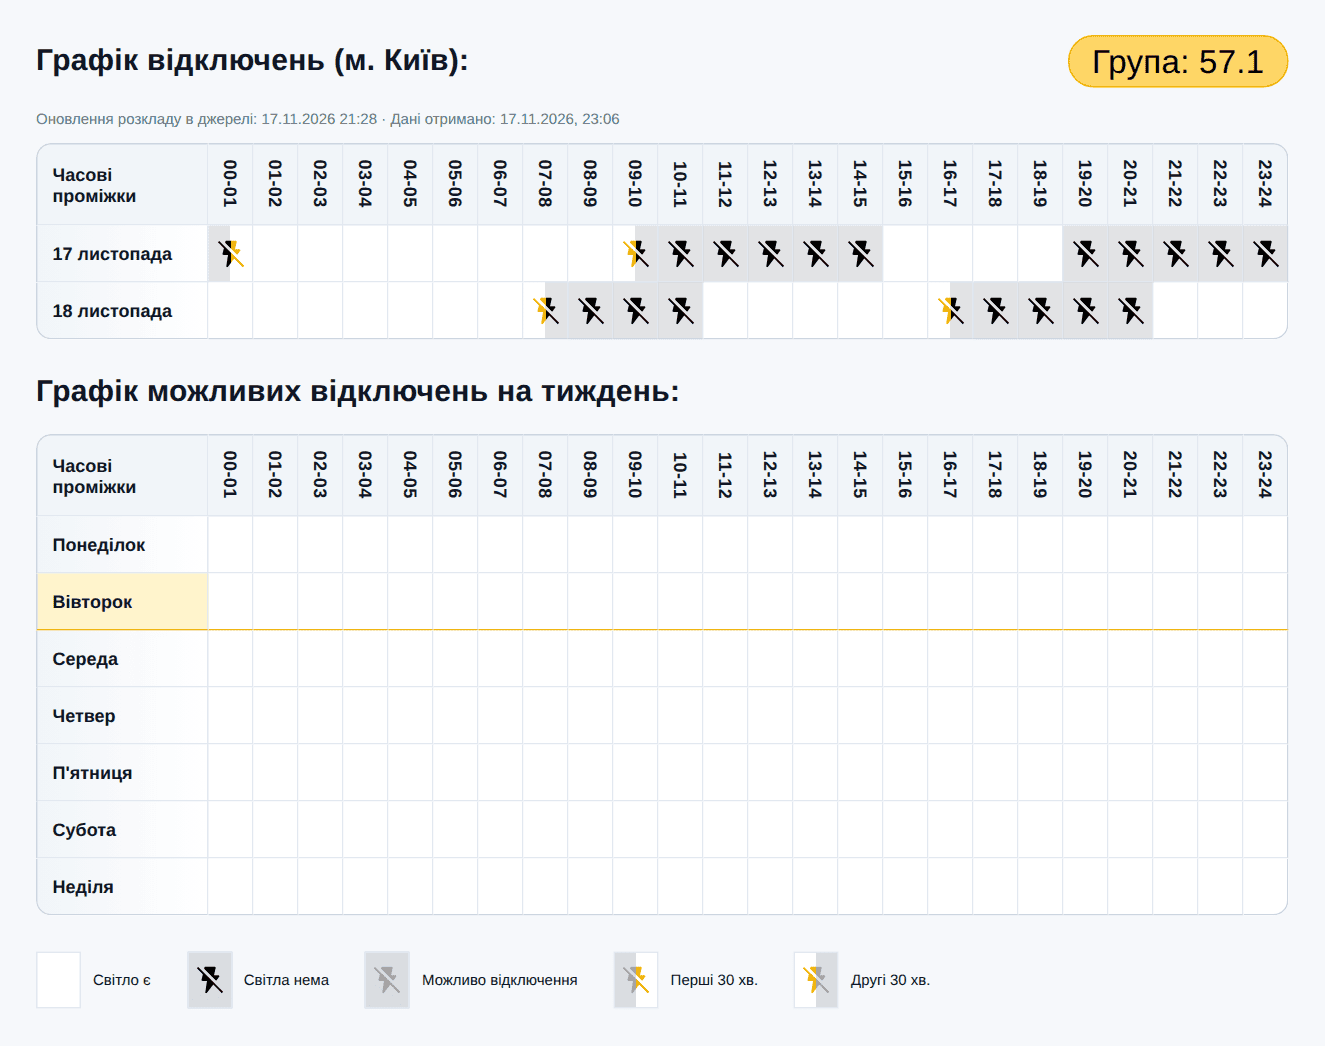 Графік відключень (м. Київ):
Група: 57.1
Оновлення розкладу в джерелі: 17.11.2026 21:28 · Дані отримано: 17.11.2026, 23:06
Часові проміжки 00-01 01-02 02-03 03-04 04-05 05-06 06-07 07-08 08-09 09-10 10-11 11-12 12-13 13-14 14-15 15-16 16-17 17-18 18-19 19-20 20-21 21-22 22-23 23-24
17 листопада
18 листопада
Графік можливих відключень на тиждень:
Часові проміжки 00-01 01-02 02-03 03-04 04-05 05-06 06-07 07-08 08-09 09-10 10-11 11-12 12-13 13-14 14-15 15-16 16-17 17-18 18-19 19-20 20-21 21-22 22-23 23-24
Понеділок
Вівторок
Середа
Четвер
П'ятниця
Субота
Неділя
Світло є Світла нема Можливо відключення Перші 30 хв. Другі 30 хв.